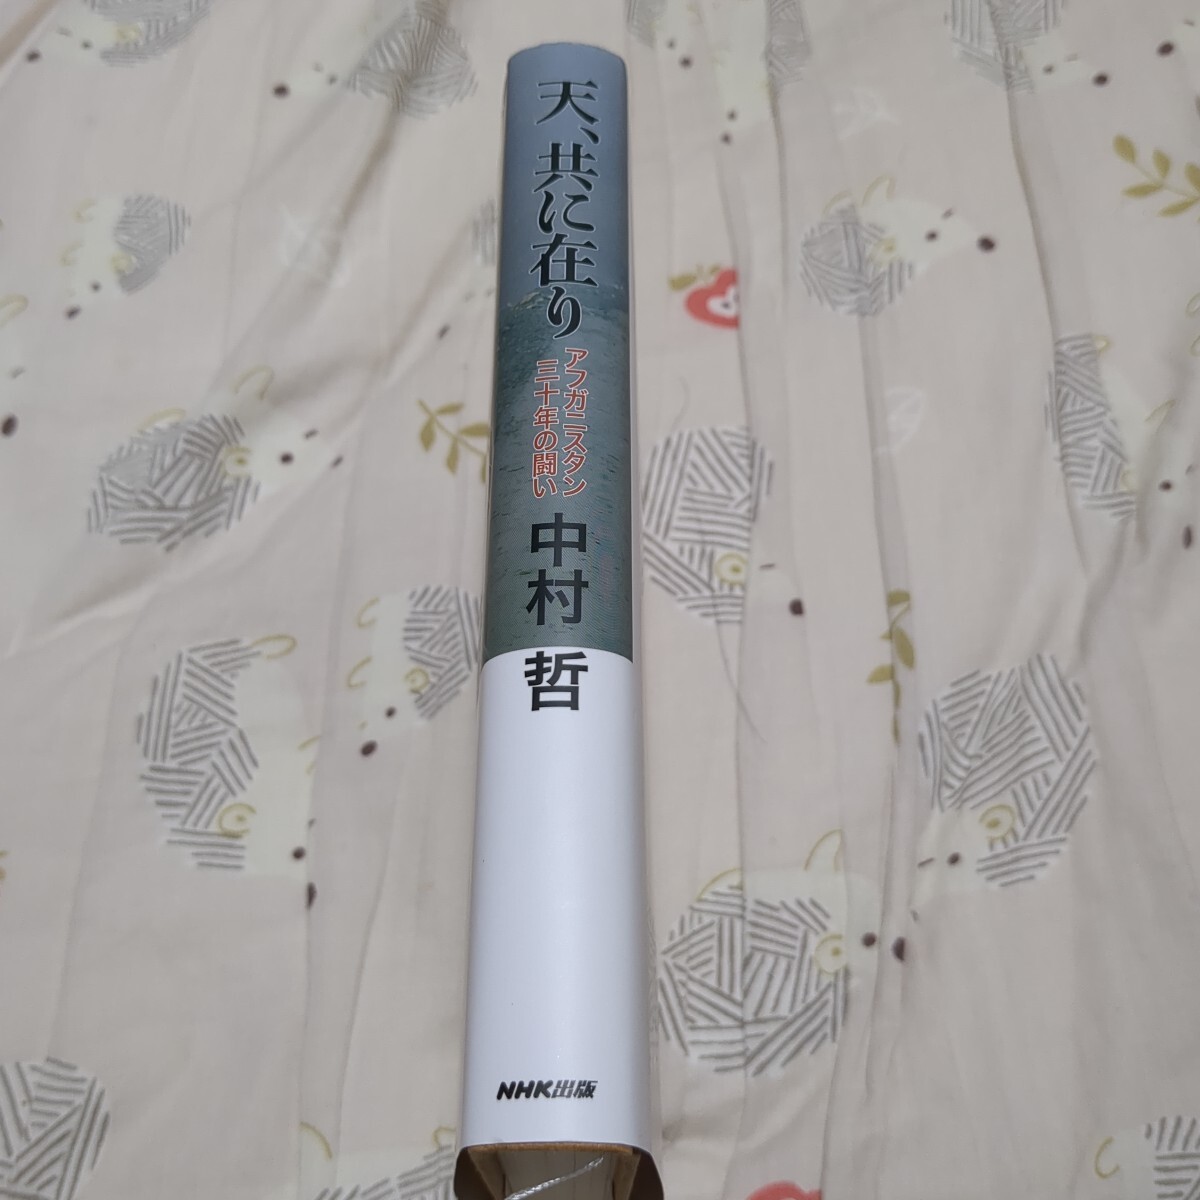 天、共に在り
アフガニスタン
三十年の闘い
中村 哲
NHK出版